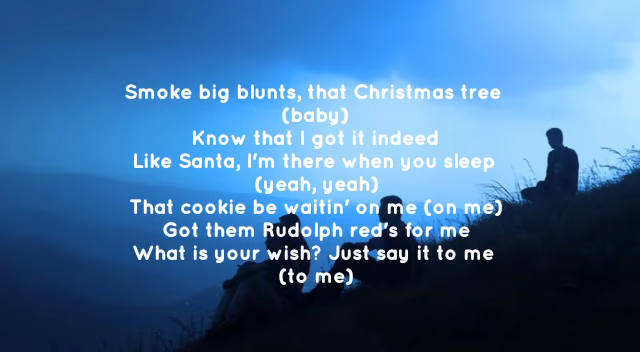 Smoke big blunts, that Christmas tree
(baby)
Know that I got it indeed
Like Santa, I'm there when you sleep
(yeah, yeah)
That cookie be waitin' on me (on me)
Got them Rudolph red's for me
What is your wish? Just say it to me
(to me)